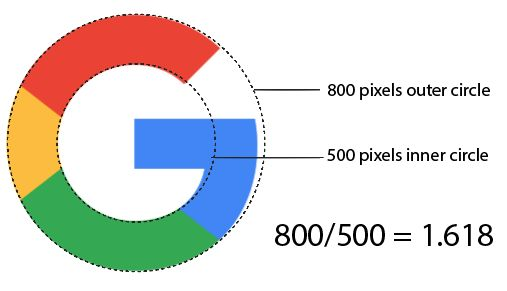 800 pixels outer circle
500 pixels inner circle
800/500 = 1.618